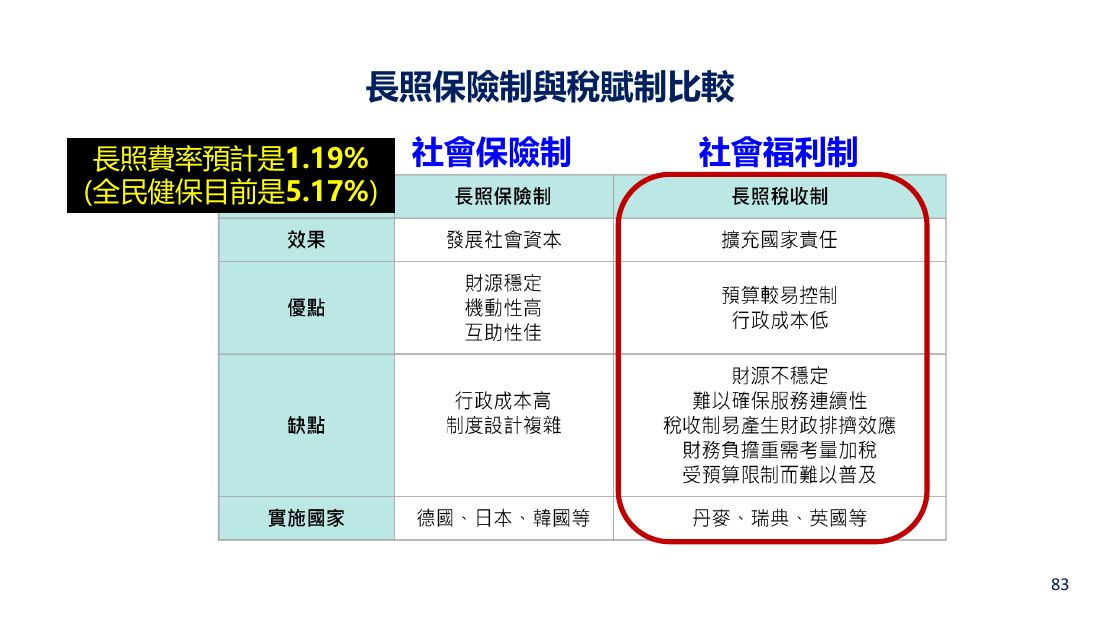 長照保險制與稅賦制比較
長照費率預計是1.19%
(全民健保目前是5.17%)
社會保險制
社會福利制
長照保險制
長照稅收制
效果
發展社會資本
擴充國家責任
優點
財源穩定
機動性高
互助性佳
預算較易控制
行政成本低
缺點
行政成本高
制度設計複雜
財源不穩定
難以確保服務連續性
稅收制易產生財政排擠效應
財務負擔重需考量加稅
受預算限制而難以普及
實施國家
德國、日本、韓國等
丹麥、瑞典、英國等
83